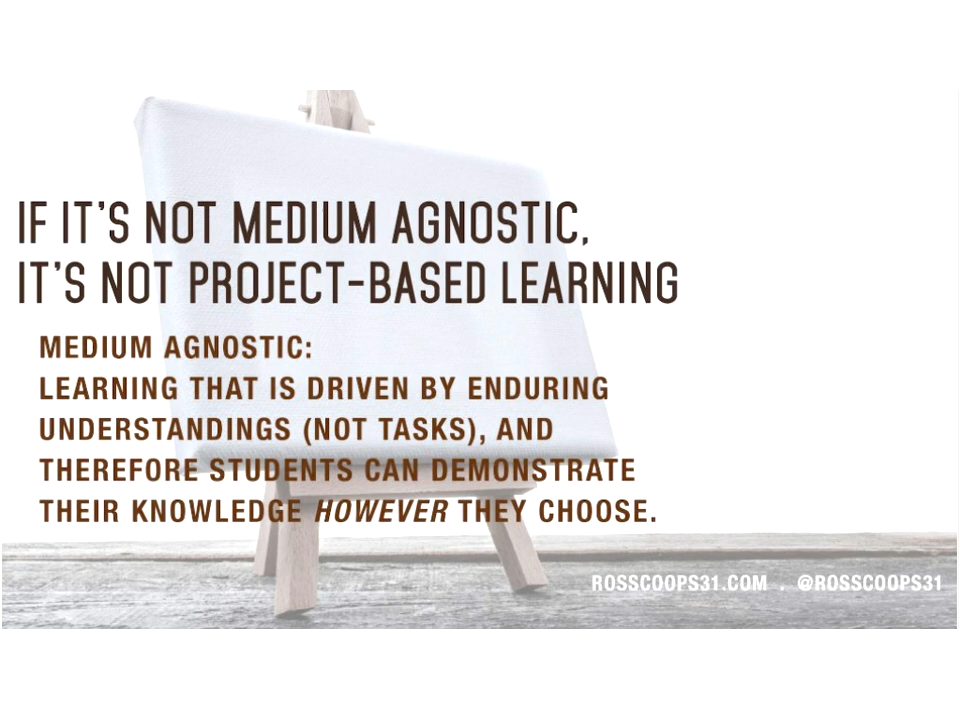 IF IT'S NOT MEDIUM AGNOSTIC,
IT'S NOT PROJECT-BASED LEARNING
MEDIUM AGNOSTIC:
LEARNING THAT IS DRIVEN BY ENDURING
UNDERSTANDINGS (NOT TASKS), AND
THEREFORE STUDENTS CAN DEMONSTRATE
THEIR KNOWLEDGE HOWEVER THEY CHOOSE.
ROSSCOOPS31.COM . @ROSSCOOPS31